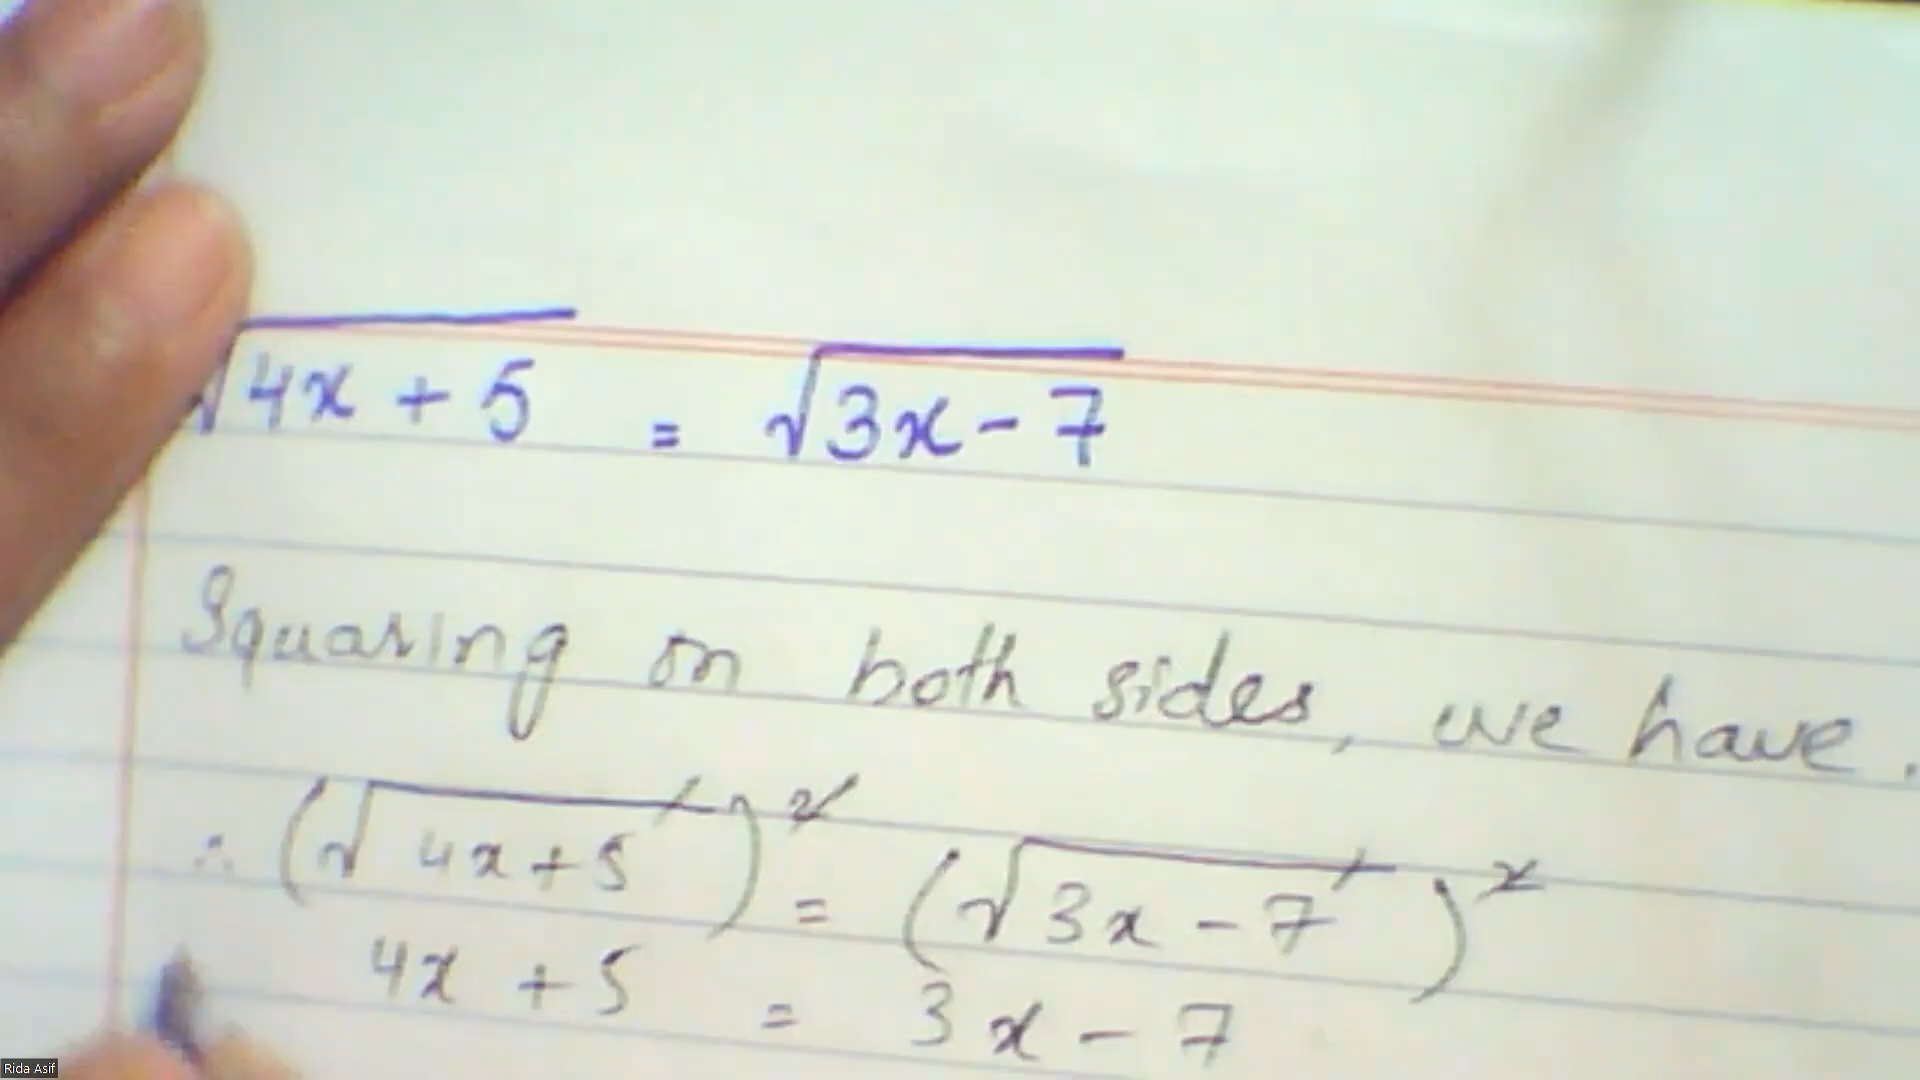 √4x + 5 = √3x - 7
Squaring on both sides, we have.
∴ (√4x+5)² = (√3x - 7)²
4x + 5 = 3x - 7
Rida Asif